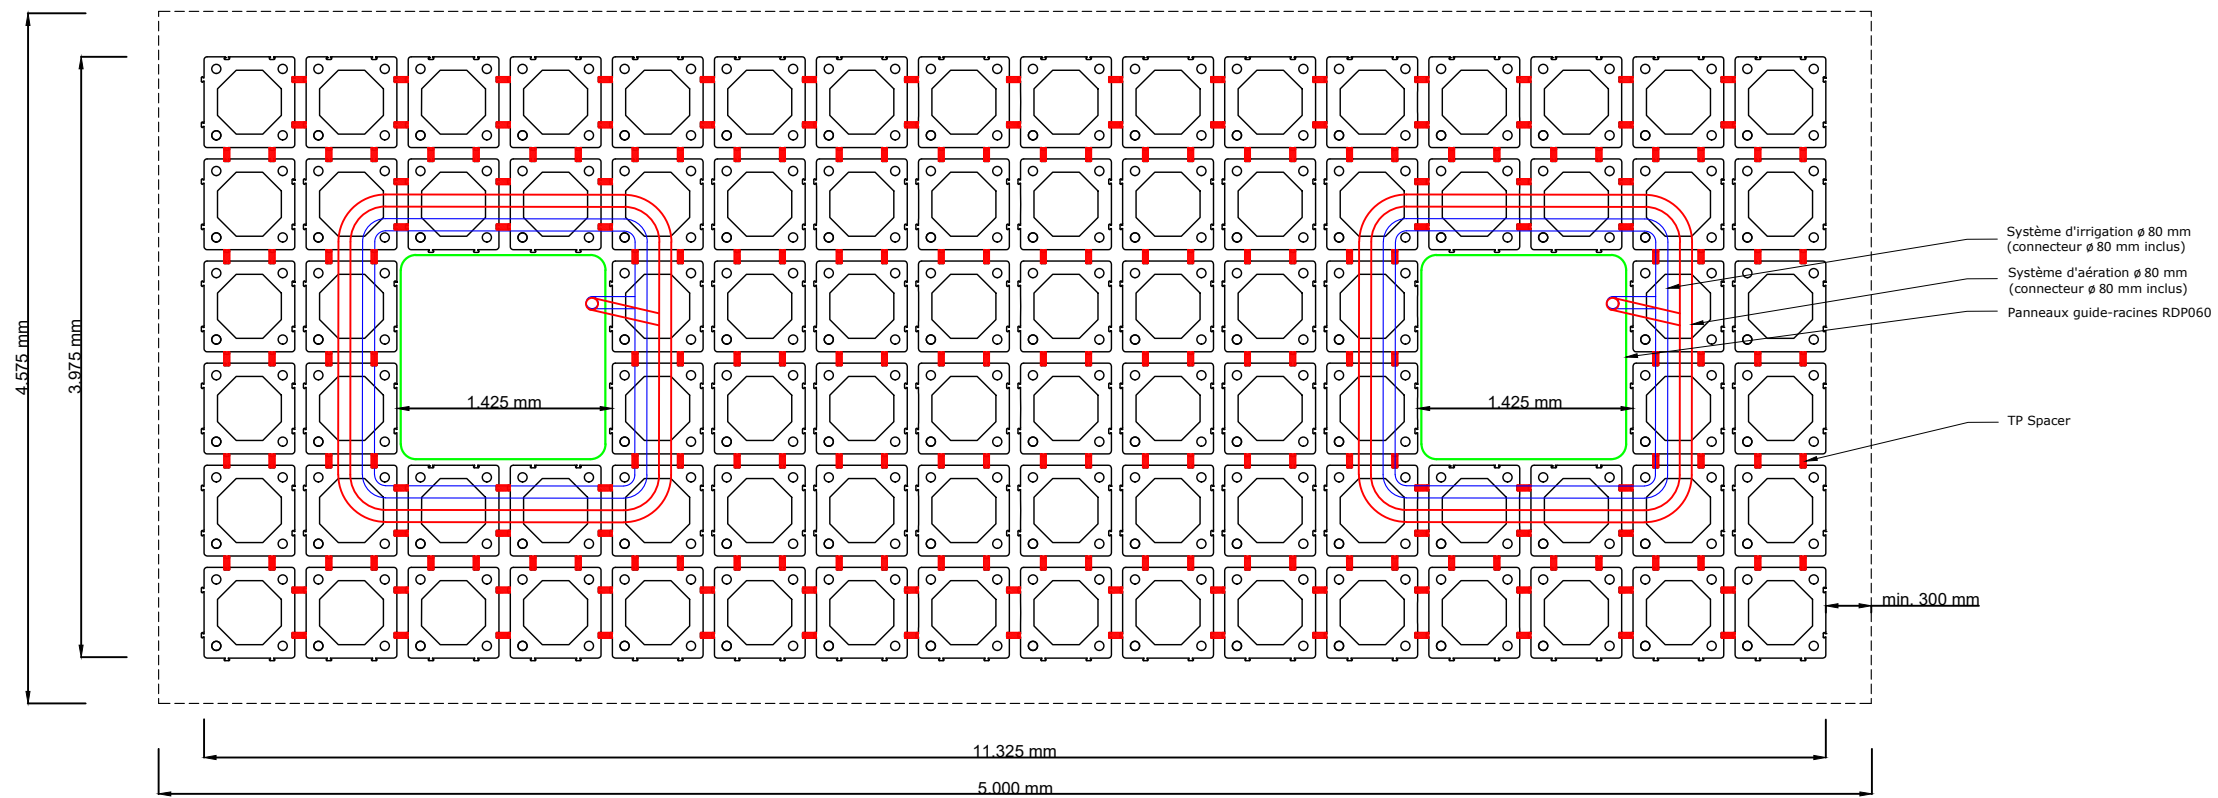 Système d'irrigation ø 80 mm
(connecteur ø 80 mm inclus)
Système d'aération ø 80 mm
(connecteur ø 80 mm inclus)
Panneaux guide-racines RDP060
4.575 mm
3.975 mm
1.425 mm
1.425 mm
TP Spacer
min. 300 mm
11.325 mm
5.000 mm